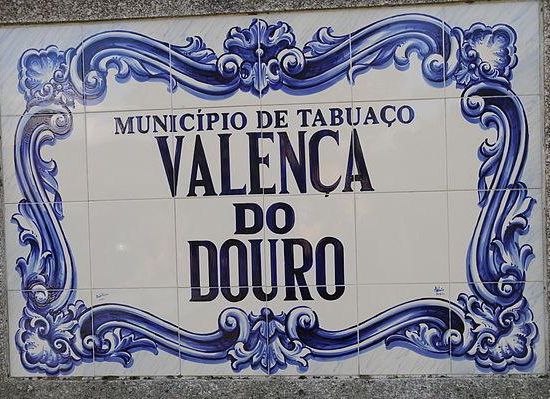 MUNICÍPIO DE TABUAÇO
VALENÇA
DO
DOURO